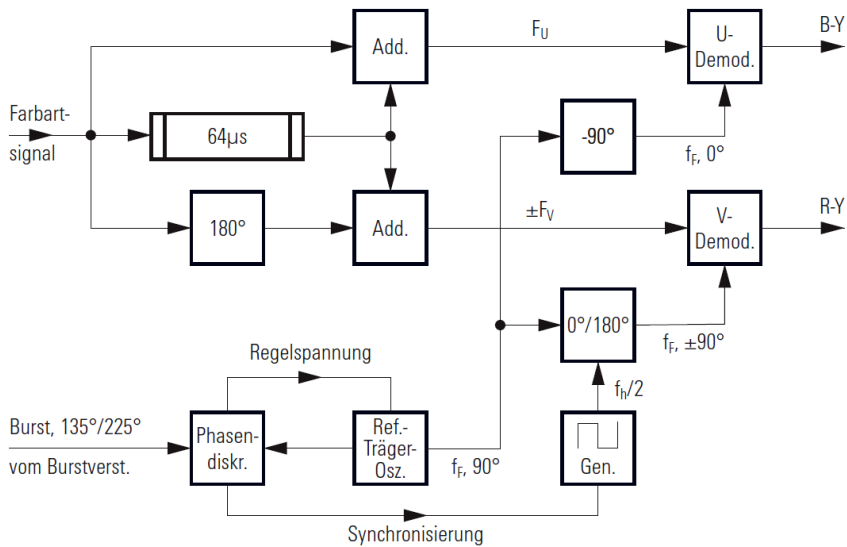 Add.
F_U
U-
Demod.
B-Y
Farbart-
signal
64µs
-90°
f_F, 0°
180°
Add.
±F_V
V-
Demod.
R-Y
0°/180°
f_F, ±90°
Regelspannung
f_h/2
Burst, 135°/225°
vom Burstverst.
Phasen-
diskr.
Ref.-
Träger-
Osz.
f_F, 90°
Gen.
Synchronisierung